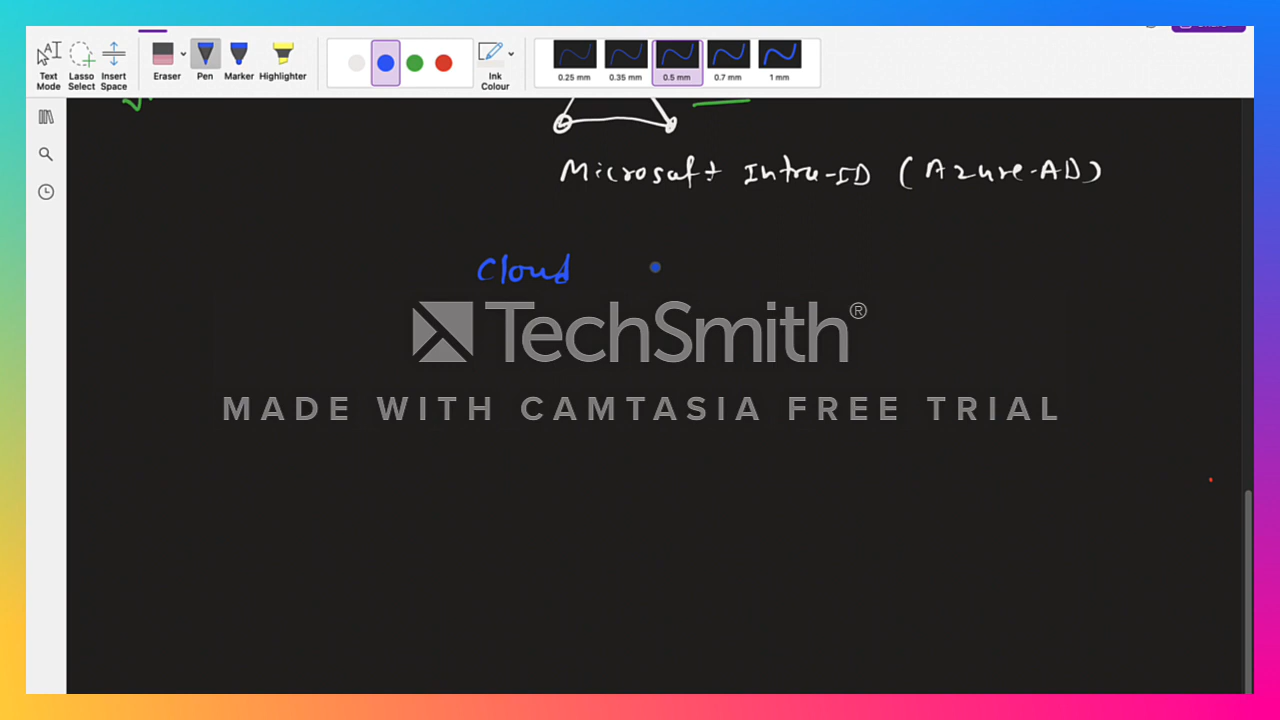 Text Mode
Lasso Select
Insert Space
Eraser
Pen
Marker
Highlighter
Ink Colour
0.25 mm
0.35 mm
0.5 mm
0.7 mm
1 mm
Microsoft Intra-ID (Azure-AD)
Cloud
TechSmith®
MADE WITH CAMTASIA FREE TRIAL